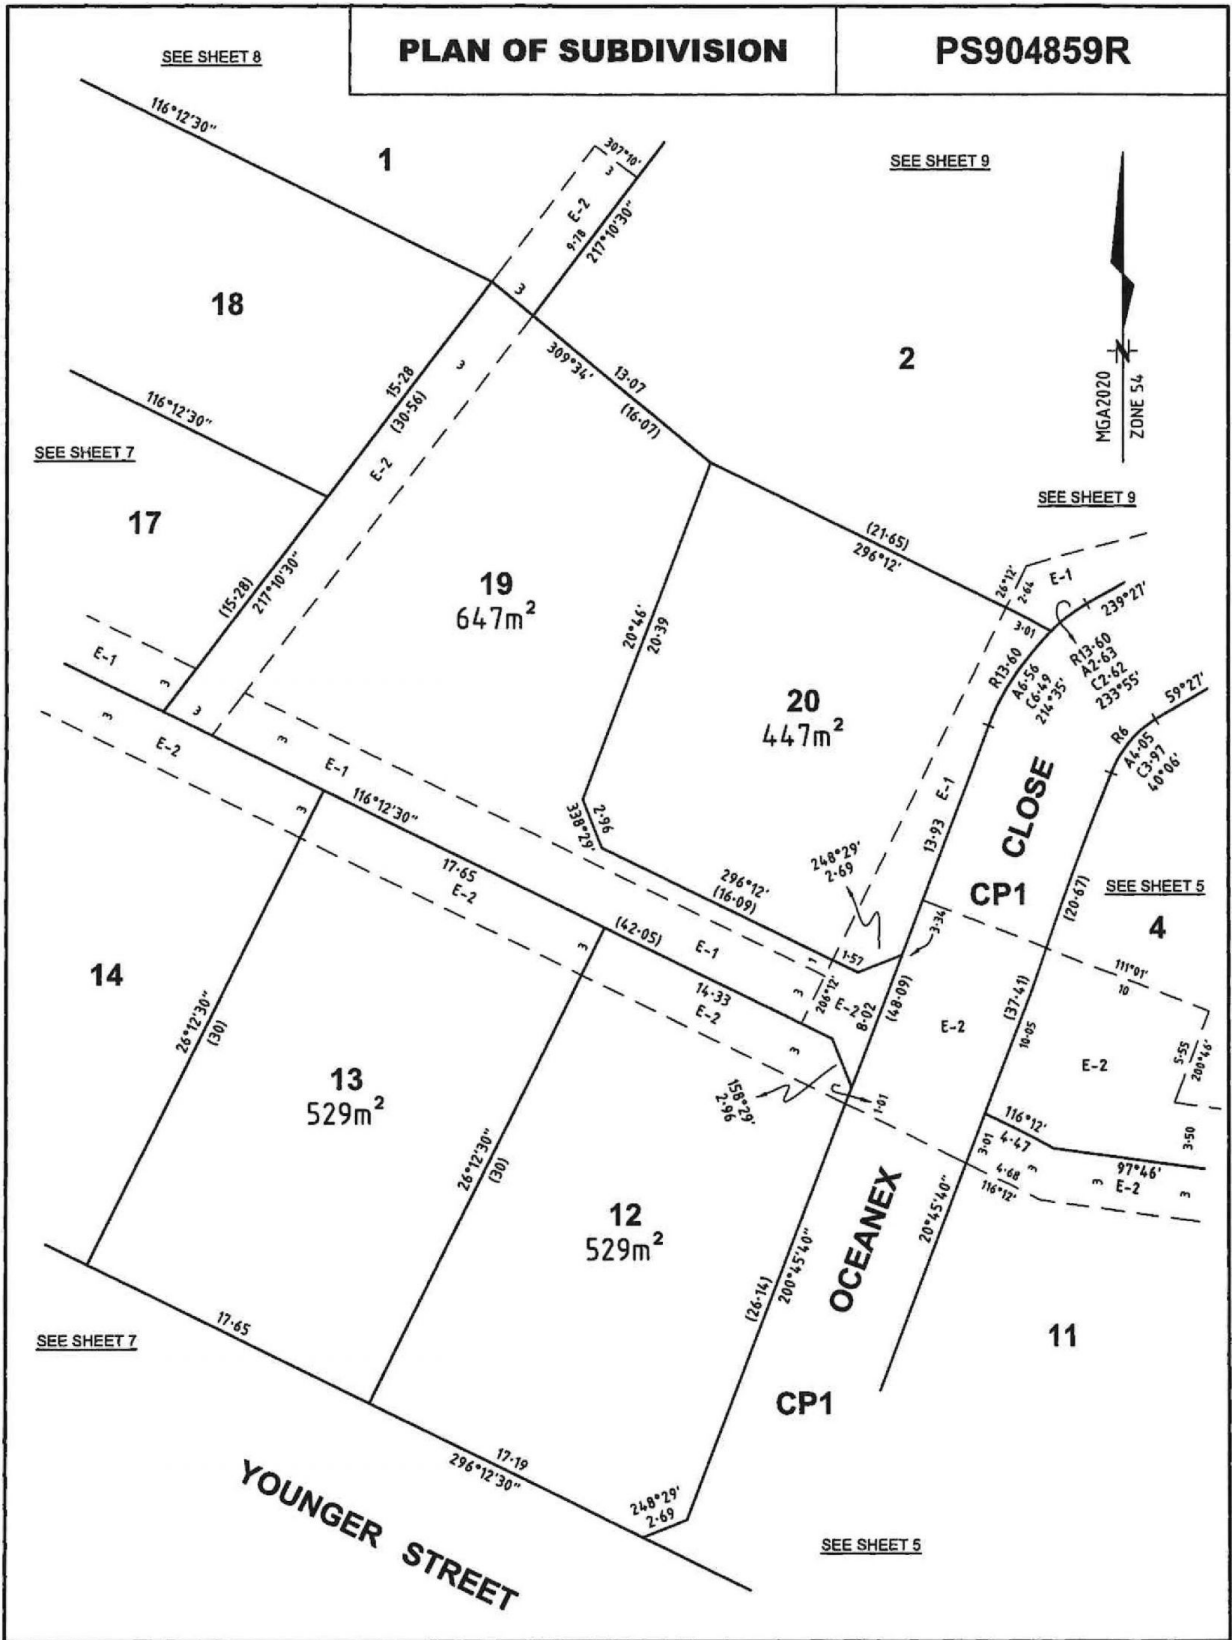 SEE SHEET 8
PLAN OF SUBDIVISION
PS904859R
116°12'30"
1
307°10'
3
E-2
9·78
217°10'30"
SEE SHEET 9
3
18
15·28
(30·56)
3
309°34'
13·07
(16·07)
2
MGA2020
ZONE 54
N
116°12'30"
SEE SHEET 7
E-2
17
(15·28)
217°10'30"
SEE SHEET 9
(21·65)
296°12'
26°12'
2·64
E-1
239°27'
3·01
19
647m²
20°46'
20·39
R13·60
A6·56
C6·49
214°35'
R13·60
A2·63
C2·62
233°55'
59°27'
R6
A4·05
C3·97
40°06'
E-1
3
3
20
447m²
3
E-2
3
E-1
116°12'30"
3
2·96
338°29'
E-1
13·93
CLOSE
CP1
248°29'
2·69
17·65
E-2
296°12'
(16·09)
(20·67)
SEE SHEET 5
4
(42·05)
E-1
3
1
1·57
3·34
14
14·33
E-2
3
206°12'
E-2
8·02
(48·09)
E-2
(37·41)
10·05
111°01'
10
5·55
200°46'
E-2
26°12'30"
(30)
3
13
529m²
158°29'
2·96
1·01
116°12'
4·47
3·01
4·68
116°12'
3
97°46'
3
E-2
3
3·50
26°12'30"
(30)
12
529m²
200°45'40"
(26·14)
OCEANEX
20°45'40"
11
17·65
SEE SHEET 7
CP1
17·19
296°12'30"
248°29'
2·69
YOUNGER STREET
SEE SHEET 5